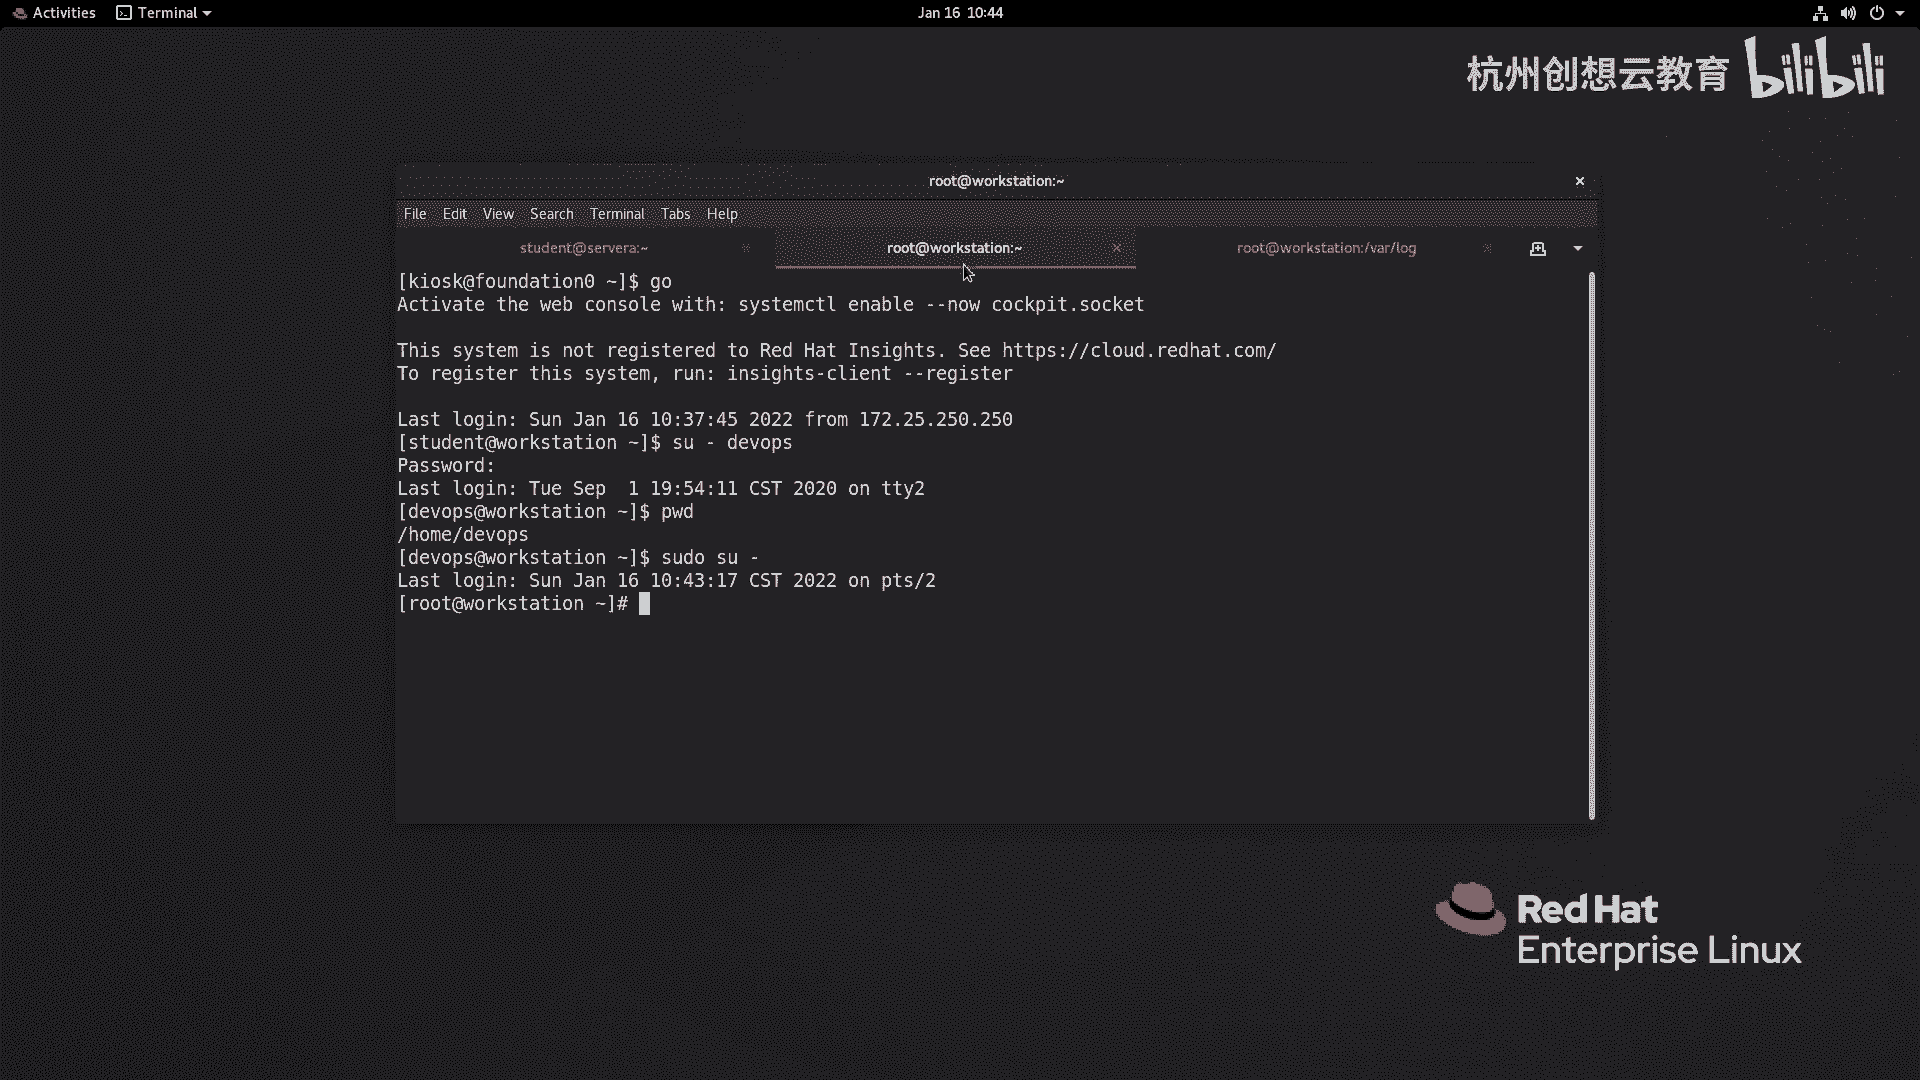 Activities Terminal Jan 16 10:44
杭州创想云教育 bilibili
root@workstation:~
File Edit View Search Terminal Tabs Help
student@servera:~ root@workstation:~ root@workstation:/var/log
[kiosk@foundation0 ~]$ go
Activate the web console with: systemctl enable --now cockpit.socket
This system is not registered to Red Hat Insights. See https://cloud.redhat.com/
To register this system, run: insights-client --register
Last login: Sun Jan 16 10:37:45 2022 from 172.25.250.250
[student@workstation ~]$ su - devops
Password:
Last login: Tue Sep  1 19:54:11 CST 2020 on tty2
[devops@workstation ~]$ pwd
/home/devops
[devops@workstation ~]$ sudo su -
Last login: Sun Jan 16 10:43:17 CST 2022 on pts/2
[root@workstation ~]#
Red Hat
Enterprise Linux